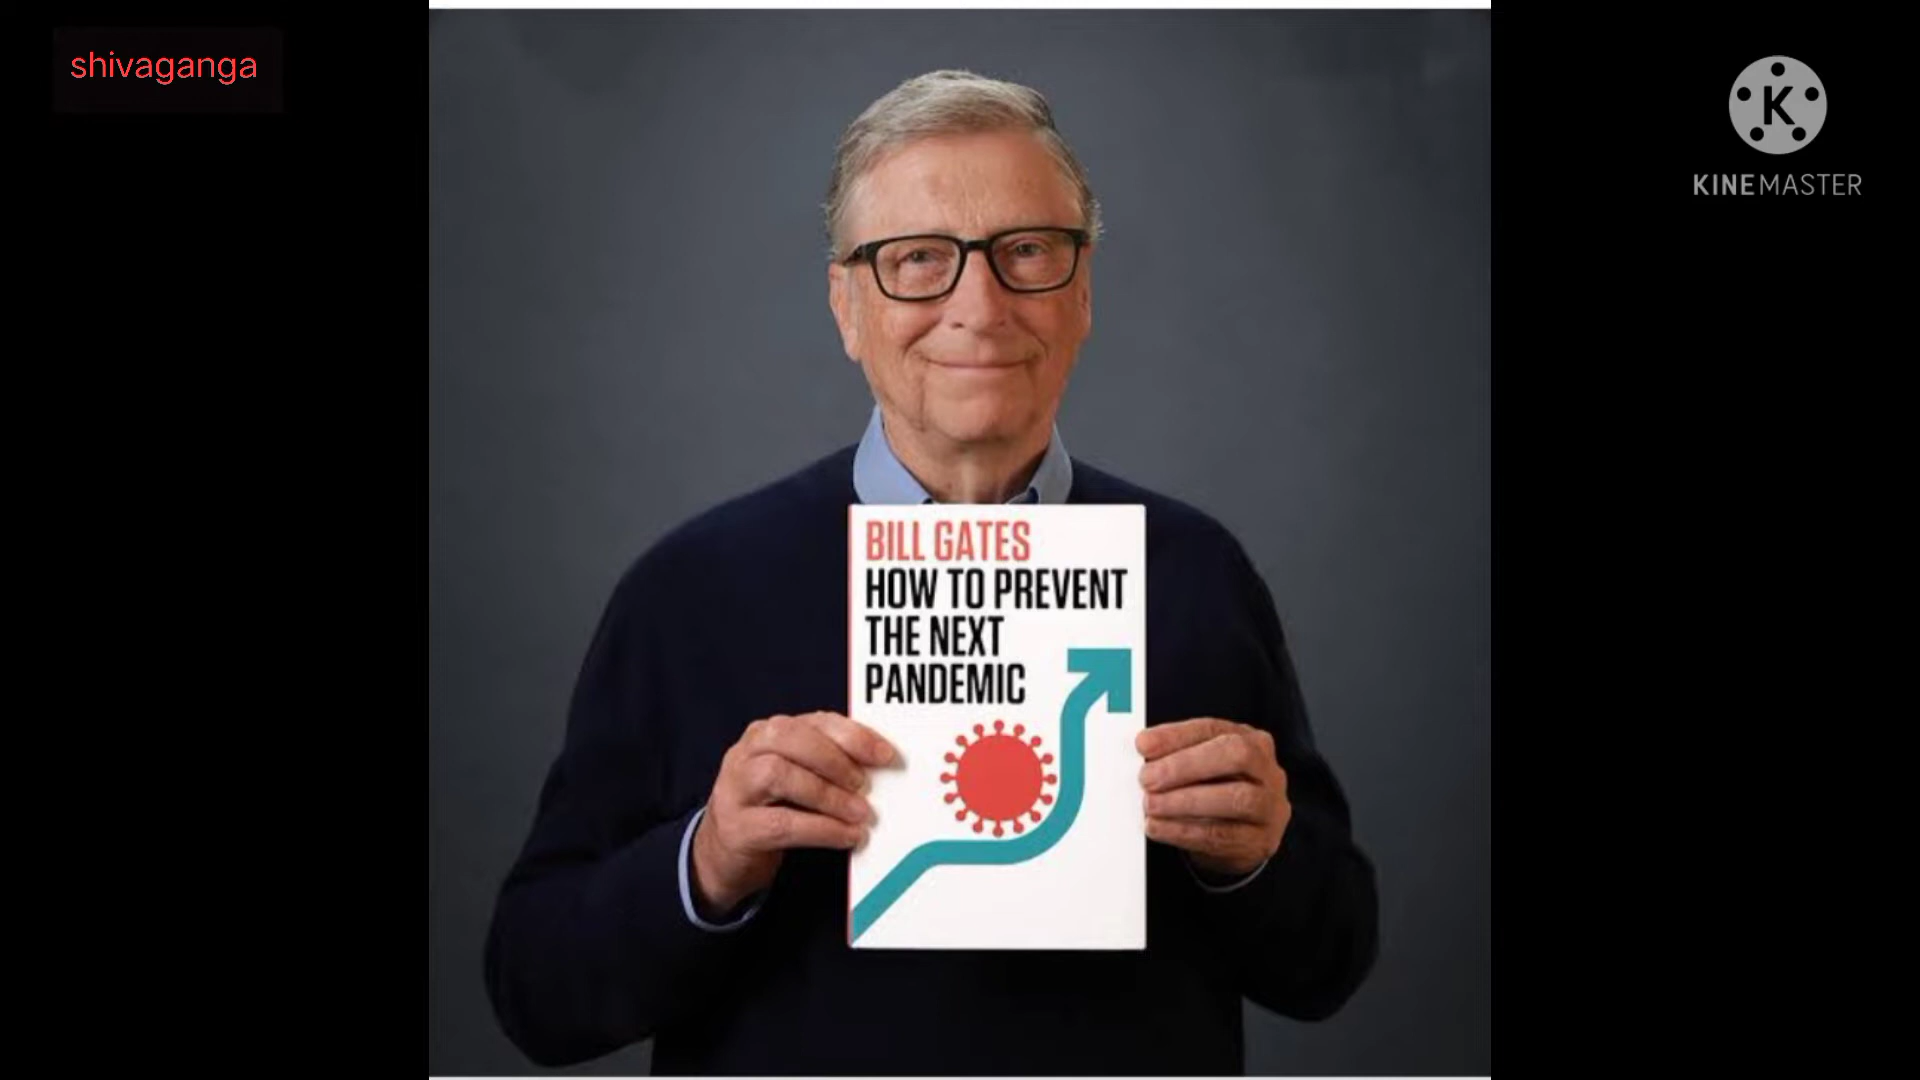 shivaganga
K
KINEMASTER
BILL GATES
HOW TO PREVENT
THE NEXT
PANDEMIC